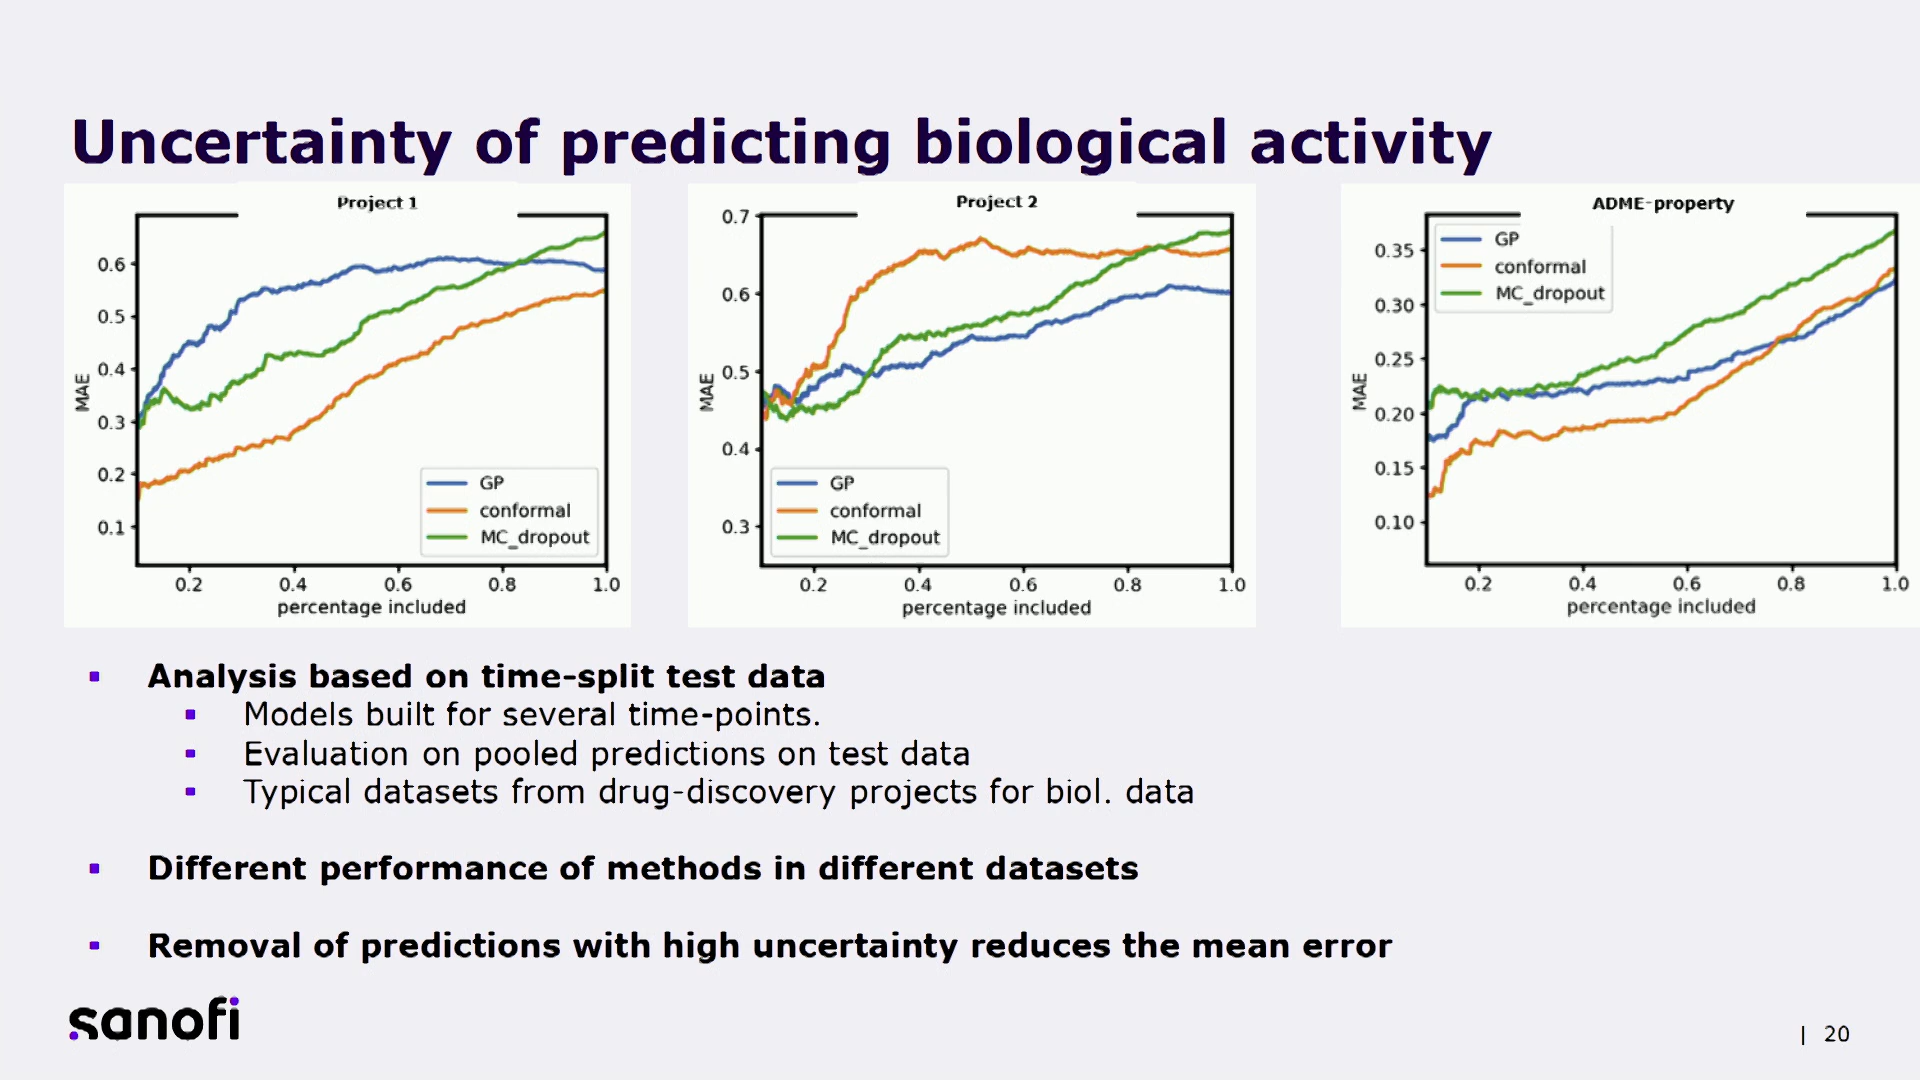 Uncertainty of predicting biological activity
Project 1
0.6
0.5
0.4
0.3
0.2
0.1
MAE
GP
conformal
MC_dropout
0.2 0.4 0.6 0.8 1.0
percentage included
Project 2
0.7
0.6
0.5
0.4
0.3
MAE
GP
conformal
MC_dropout
0.2 0.4 0.6 0.8 1.0
percentage included
ADME-property
0.35
0.30
0.25
0.20
0.15
0.10
MAE
GP
conformal
MC_dropout
0.2 0.4 0.6 0.8 1.0
percentage included
Analysis based on time-split test data
Models built for several time-points.
Evaluation on pooled predictions on test data
Typical datasets from drug-discovery projects for biol. data
Different performance of methods in different datasets
Removal of predictions with high uncertainty reduces the mean error
sanofi
| 20